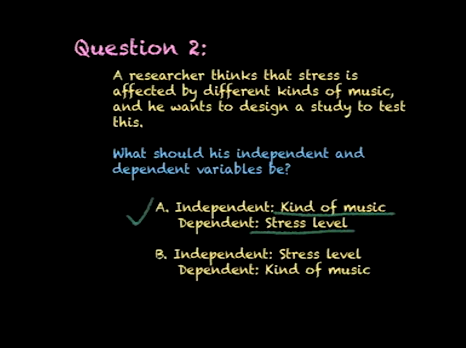 Question 2:
A researcher thinks that stress is
affected by different kinds of music,
and he wants to design a study to test
this.
What should his independent and
dependent variables be?
A. Independent: Kind of music
Dependent: Stress level
B. Independent: Stress level
Dependent: Kind of music